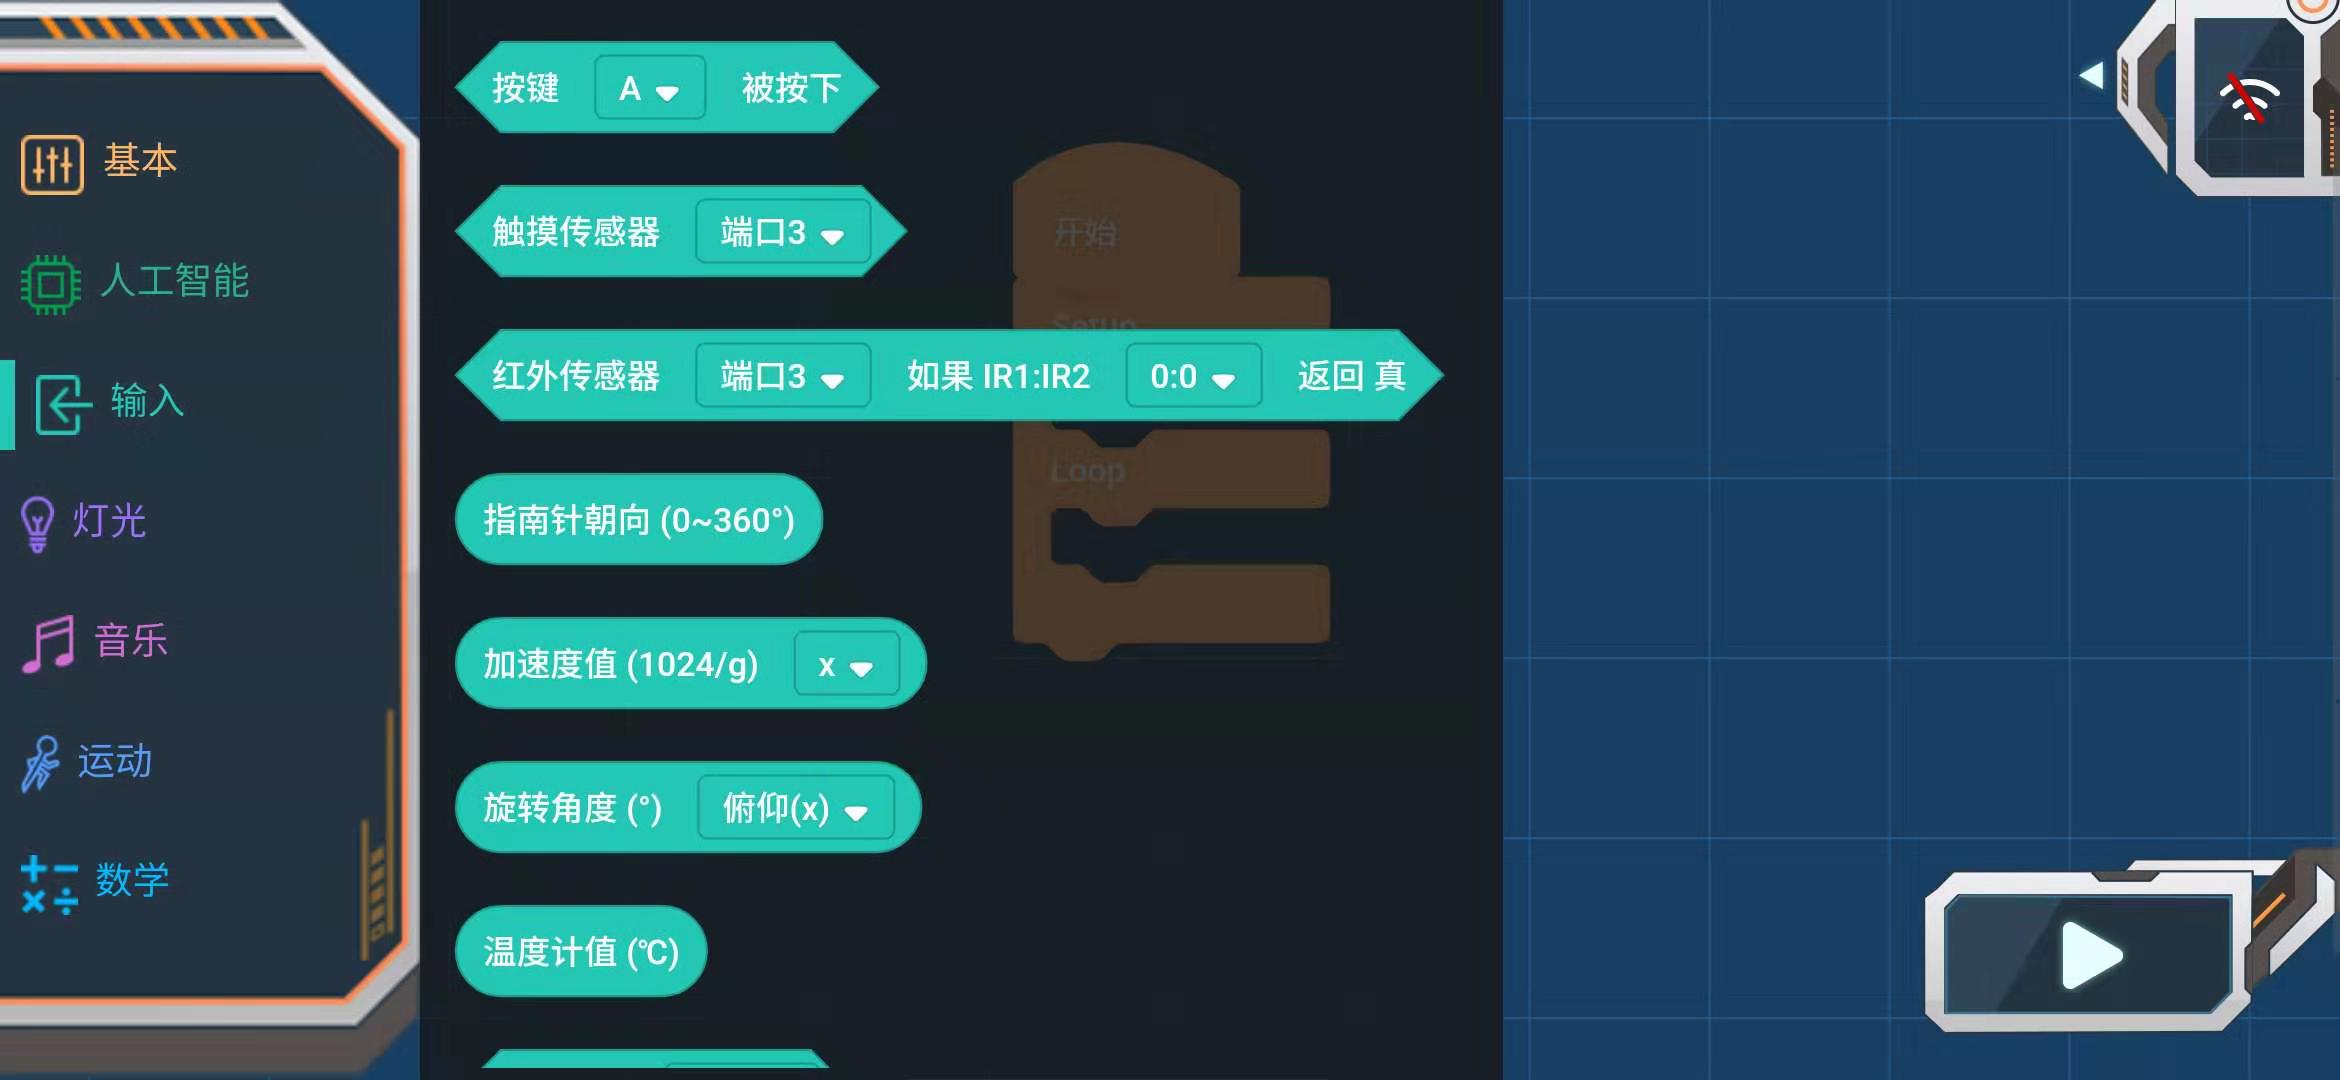 基本
人工智能
输入
灯光
音乐
运动
数学
按键 A 被按下
触摸传感器 端口3
红外传感器 端口3 如果 IR1:IR2 0:0 返回 真
指南针朝向 (0~360°)
加速度值 (1024/g) x
旋转角度 (°) 俯仰(x)
温度计值 (℃)
开始
Setup
Loop